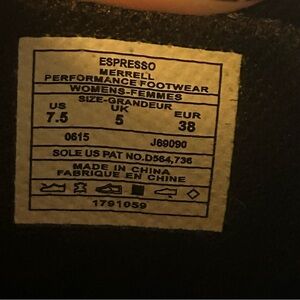 ESPRESSO
MERRELL
PERFORMANCE FOOTWEAR
WOMENS-FEMMES
SIZE-GRANDEUR
US UK EUR
7.5 5 38
0615 J69090
SOLE US PAT NO.D564,736
MADE IN CHINA
FABRIQUE EN CHINE
1791059